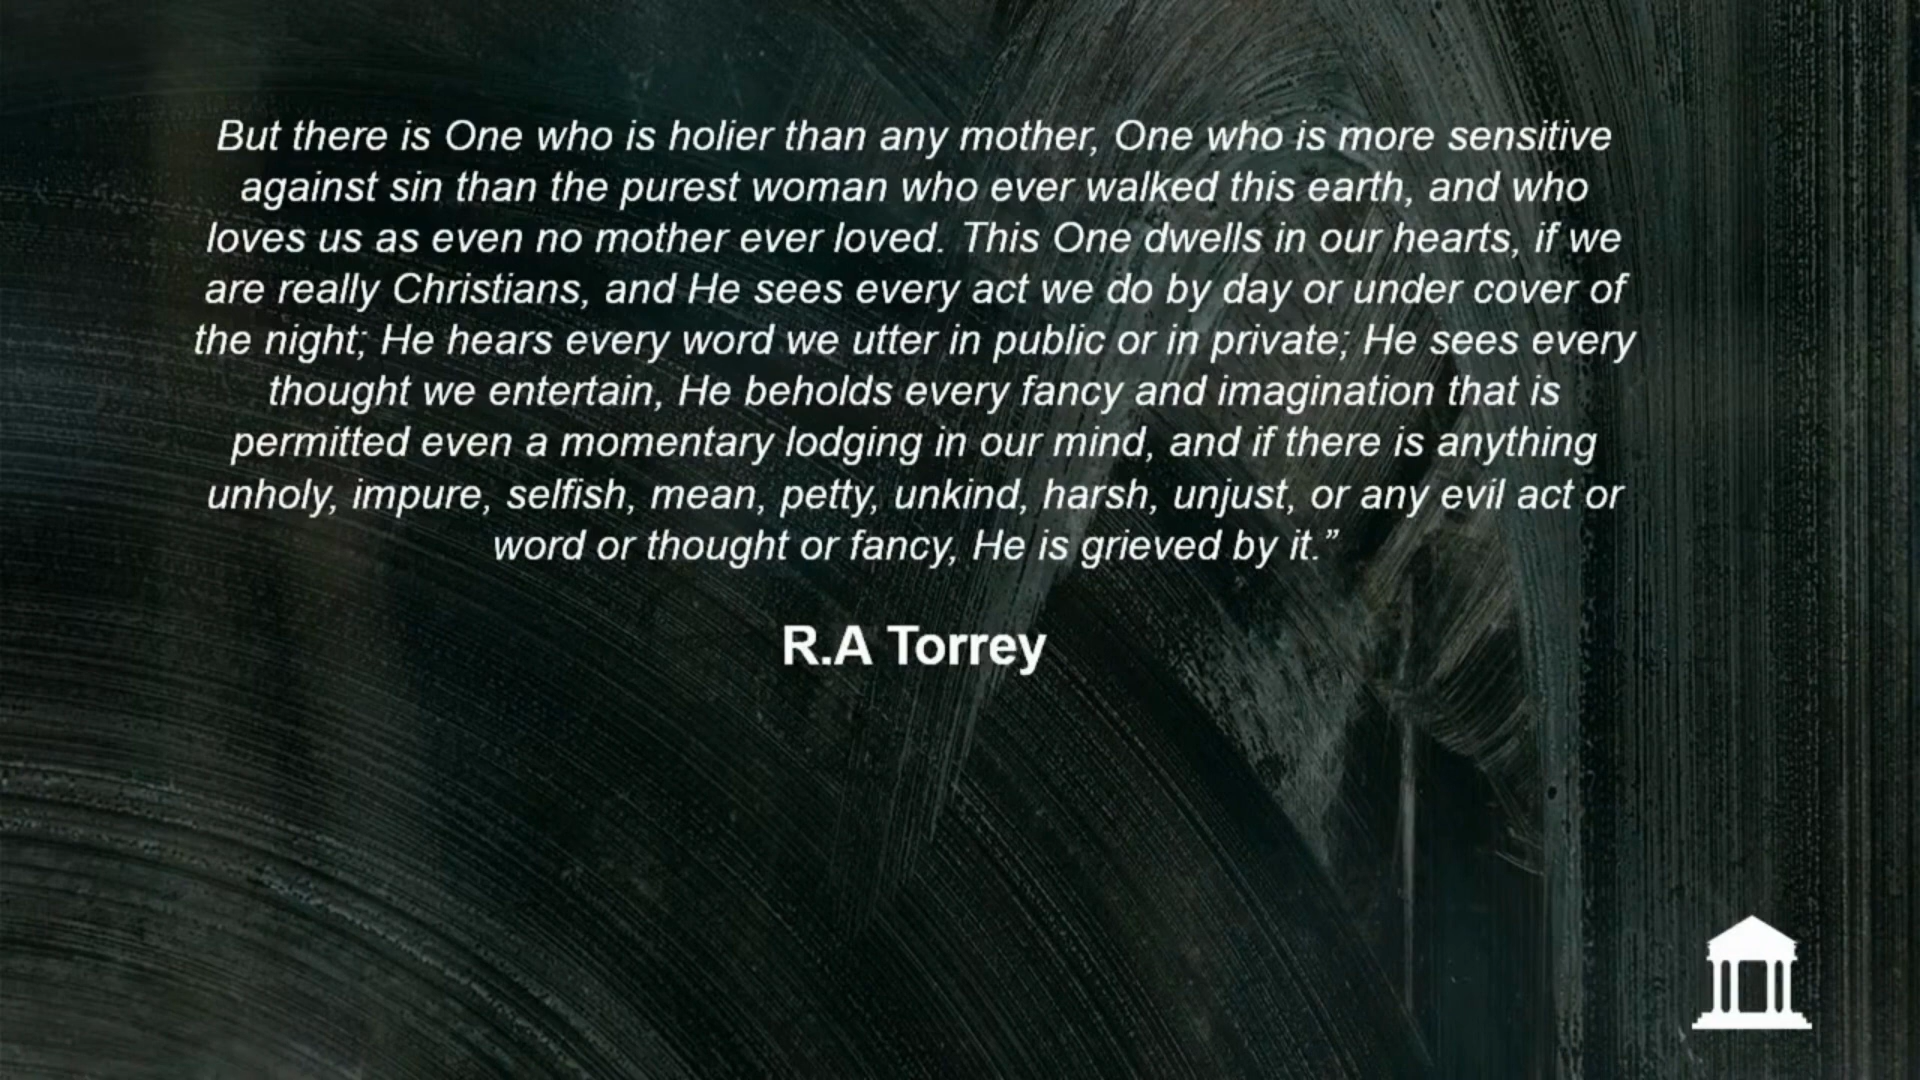 But there is One who is holier than any mother, One who is more sensitive
against sin than the purest woman who ever walked this earth, and who
loves us as even no mother ever loved. This One dwells in our hearts, if we
are really Christians, and He sees every act we do by day or under cover of
the night; He hears every word we utter in public or in private; He sees every
thought we entertain, He beholds every fancy and imagination that is
permitted even a momentary lodging in our mind, and if there is anything
unholy, impure, selfish, mean, petty, unkind, harsh, unjust, or any evil act or
word or thought or fancy, He is grieved by it.”
R.A Torrey